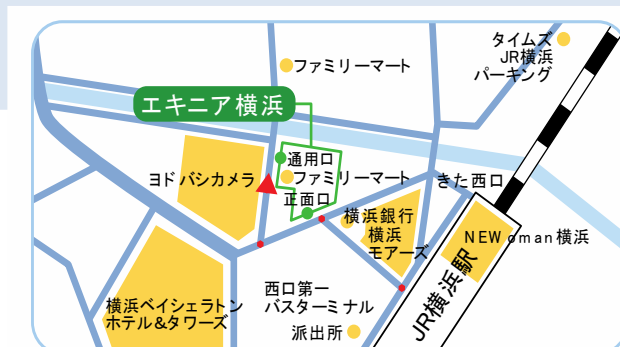 タイムズ
JR横浜
パーキング
ファミリーマート
エキニア横浜
通用口
ヨドバシカメラ
ファミリーマート
きた西口
正面口
横浜銀行
横浜
モアーズ
NEWoman横浜
JR横浜駅
西口第一
バスターミナル
横浜ベイシェラトン
ホテル&タワーズ
派出所